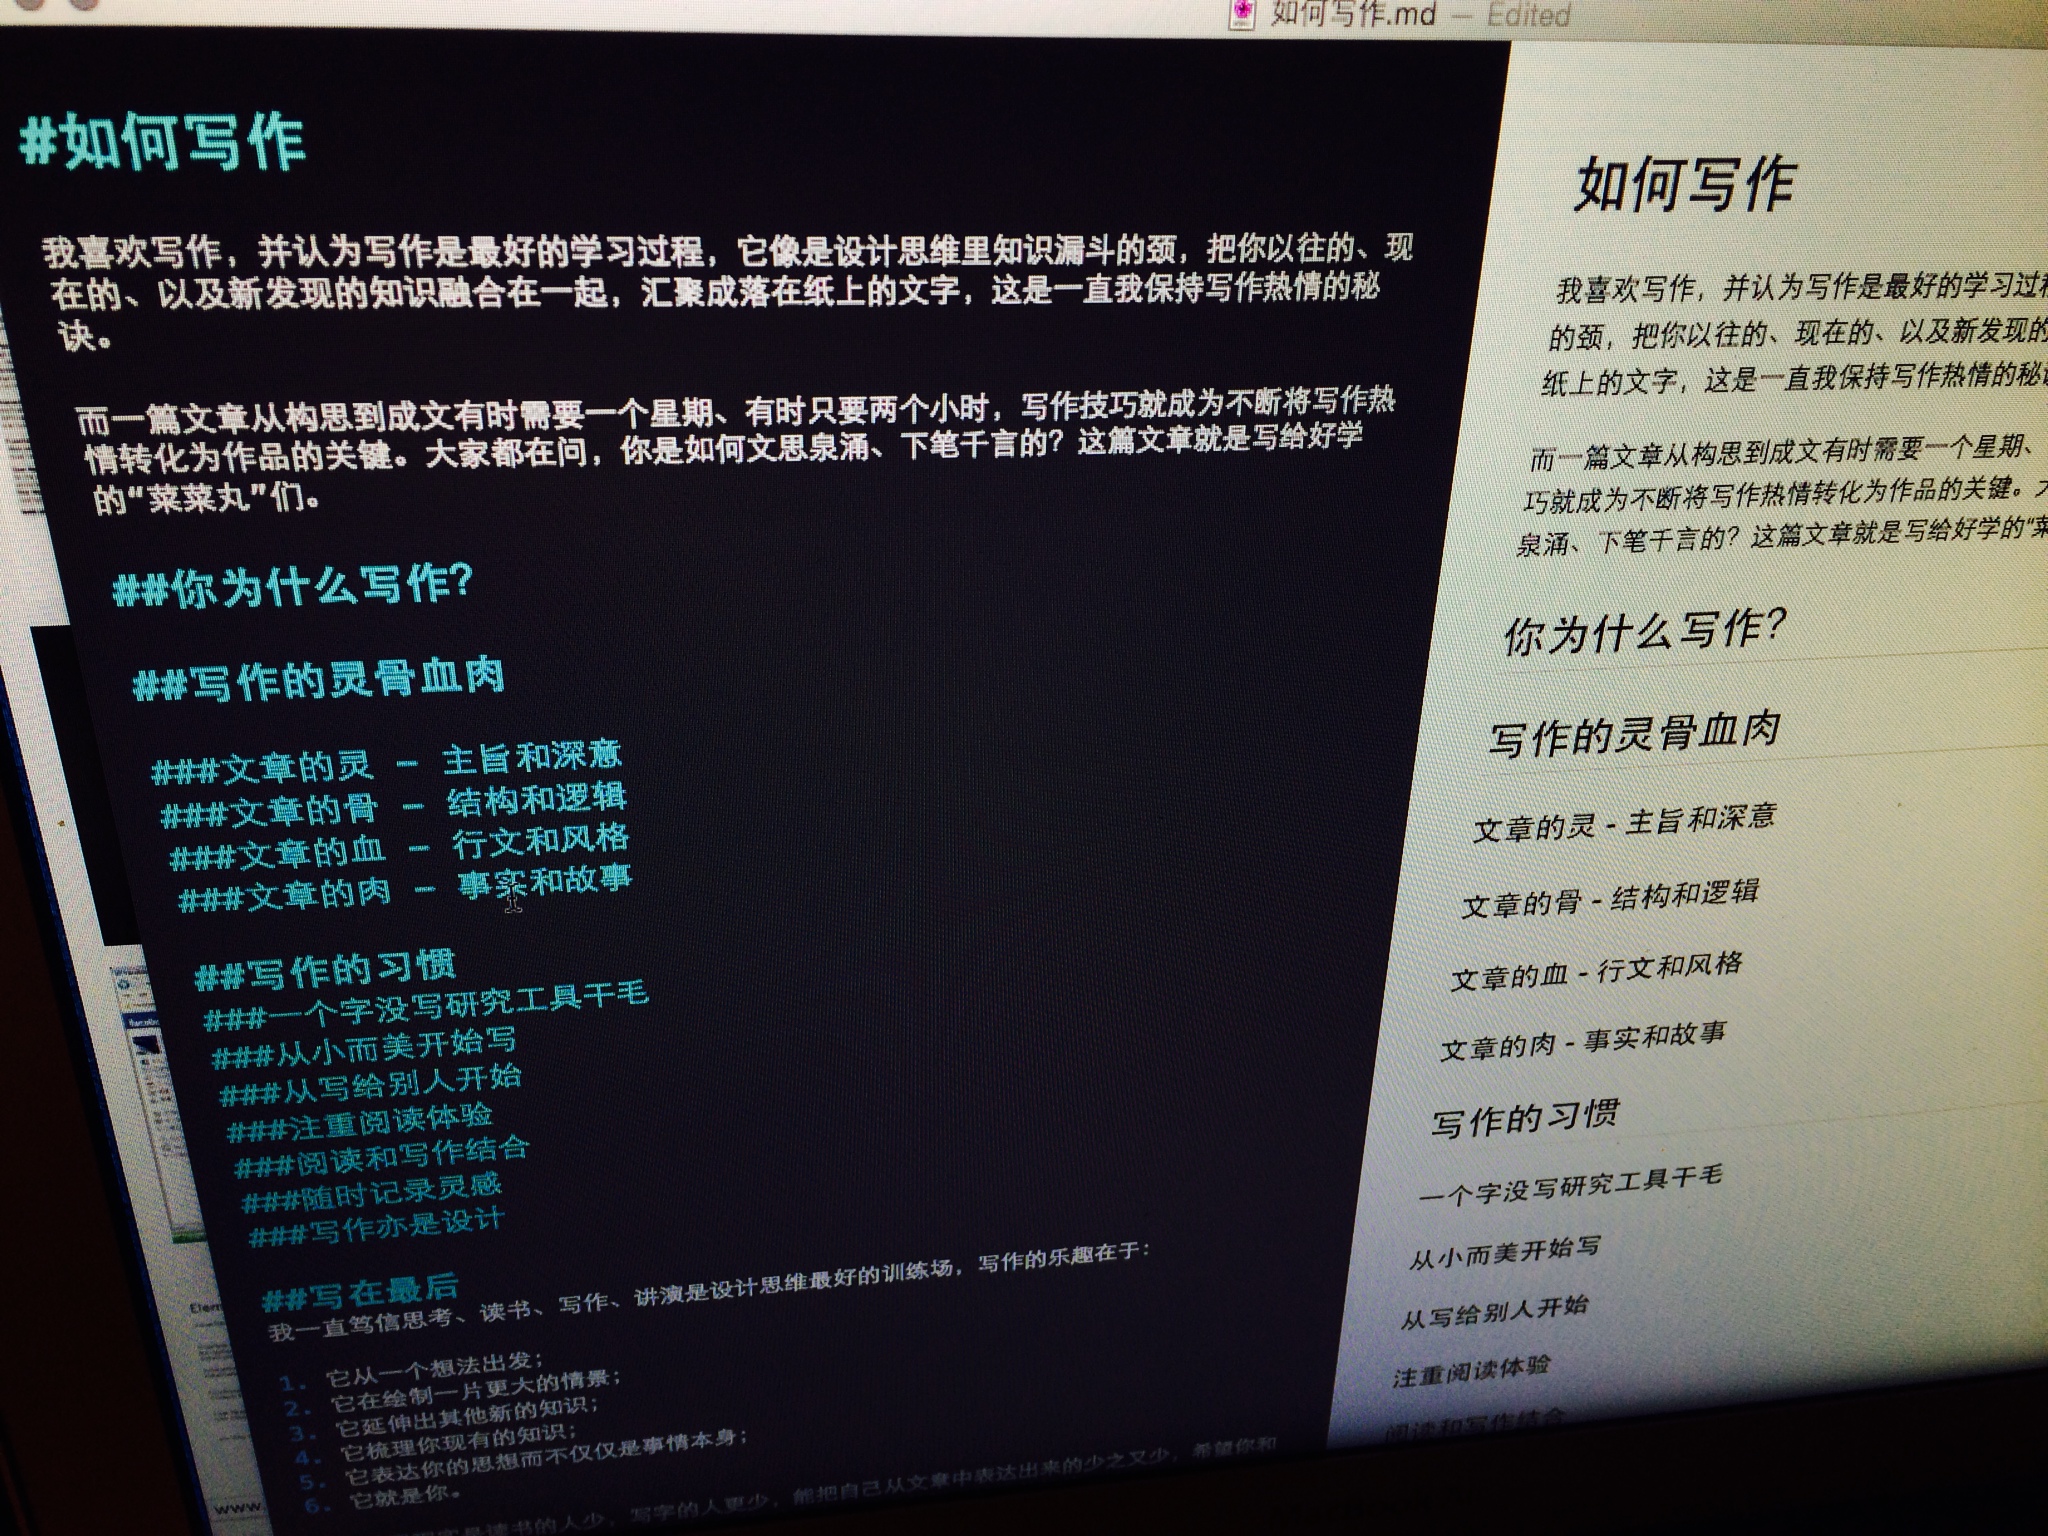 如何写作.md — Edited
#如何写作
我喜欢写作，并认为写作是最好的学习过程，它像是设计思维里知识漏斗的颈，把你以往的、现
在的、以及新发现的知识融合在一起，汇聚成落在纸上的文字，这是一直我保持写作热情的秘
诀。
而一篇文章从构思到成文有时需要一个星期、有时只要两个小时，写作技巧就成为不断将写作热
情转化为作品的关键。大家都在问，你是如何文思泉涌、下笔千言的？这篇文章就是写给好学
的“菜菜丸”们。
##你为什么写作？
##写作的灵骨血肉
###文章的灵 - 主旨和深意
###文章的骨 - 结构和逻辑
###文章的血 - 行文和风格
###文章的肉 - 事实和故事
##写作的习惯
###一个字没写研究工具干毛
###从小而美开始写
###从写给别人开始
###注重阅读体验
###阅读和写作结合
###随时记录灵感
###写作亦是设计
##写在最后
我一直笃信思考、读书、写作、讲演是设计思维最好的训练场，写作的乐趣在于：
1. 它从一个想法出发；
2. 它在绘制一片更大的情景；
3. 它延伸出其他新的知识；
4. 它梳理你现有的知识；
5. 它表达你的思想而不仅仅是事情本身；
6. 它就是你。
是读书的人少，写字的人更少，能把自己从文章中表达出来的少之又少，希望你和
如何写作
我喜欢写作，并认为写作是最好的学习过程
的颈，把你以往的、现在的、以及新发现的
纸上的文字，这是一直我保持写作热情的秘诀
而一篇文章从构思到成文有时需要一个星期、
巧就成为不断将写作热情转化为作品的关键。大
泉涌、下笔千言的？这篇文章就是写给好学的“菜
你为什么写作？
写作的灵骨血肉
文章的灵 - 主旨和深意
文章的骨 - 结构和逻辑
文章的血 - 行文和风格
文章的肉 - 事实和故事
写作的习惯
一个字没写研究工具干毛
从小而美开始写
从写给别人开始
注重阅读体验
阅读和写作结合
Elem
www.